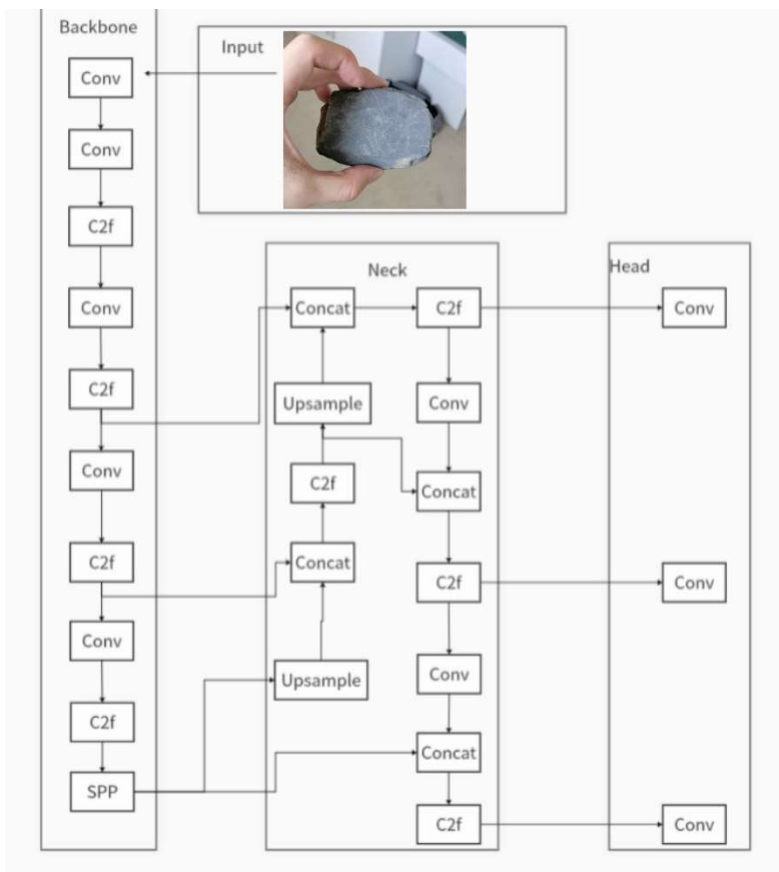 Backbone
Input
Conv
Conv
C2f
Conv
C2f
Conv
C2f
Conv
C2f
SPP
Neck
Concat
C2f
Upsample
Conv
C2f
Concat
Concat
C2f
Upsample
Conv
Concat
C2f
Head
Conv
Conv
Conv